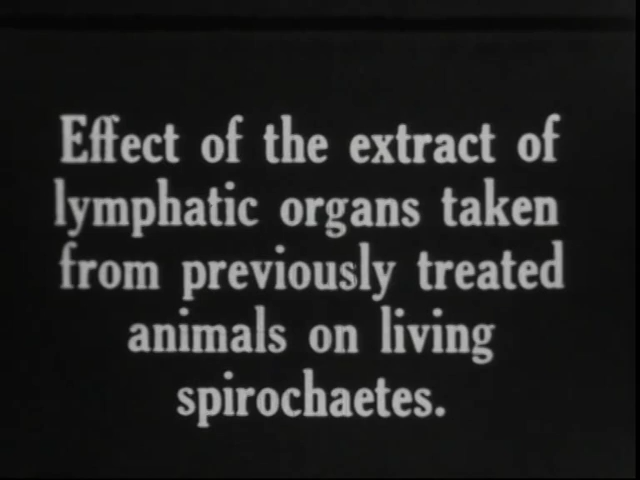 Effect of the extract of
lymphatic organs taken
from previously treated
animals on living
spirochaetes.